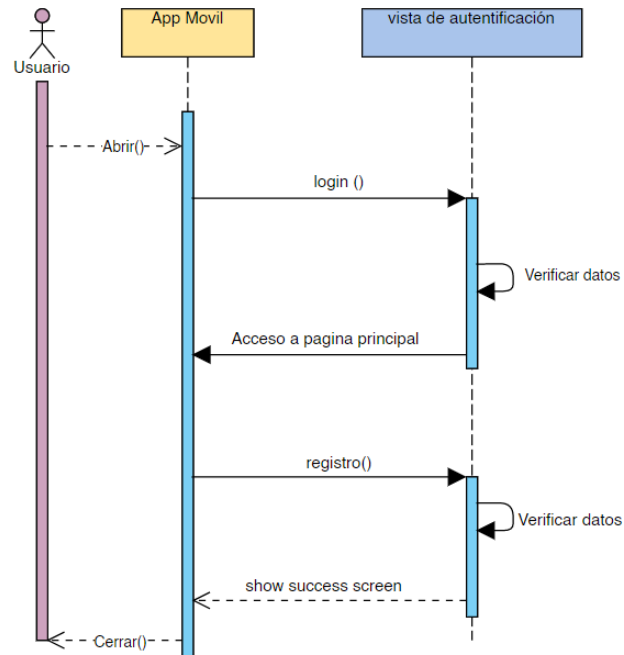 App Movil
vista de autentificación
Usuario
Abrir()
login ()
Verificar datos
Acceso a pagina principal
registro()
Verificar datos
show success screen
Cerrar()